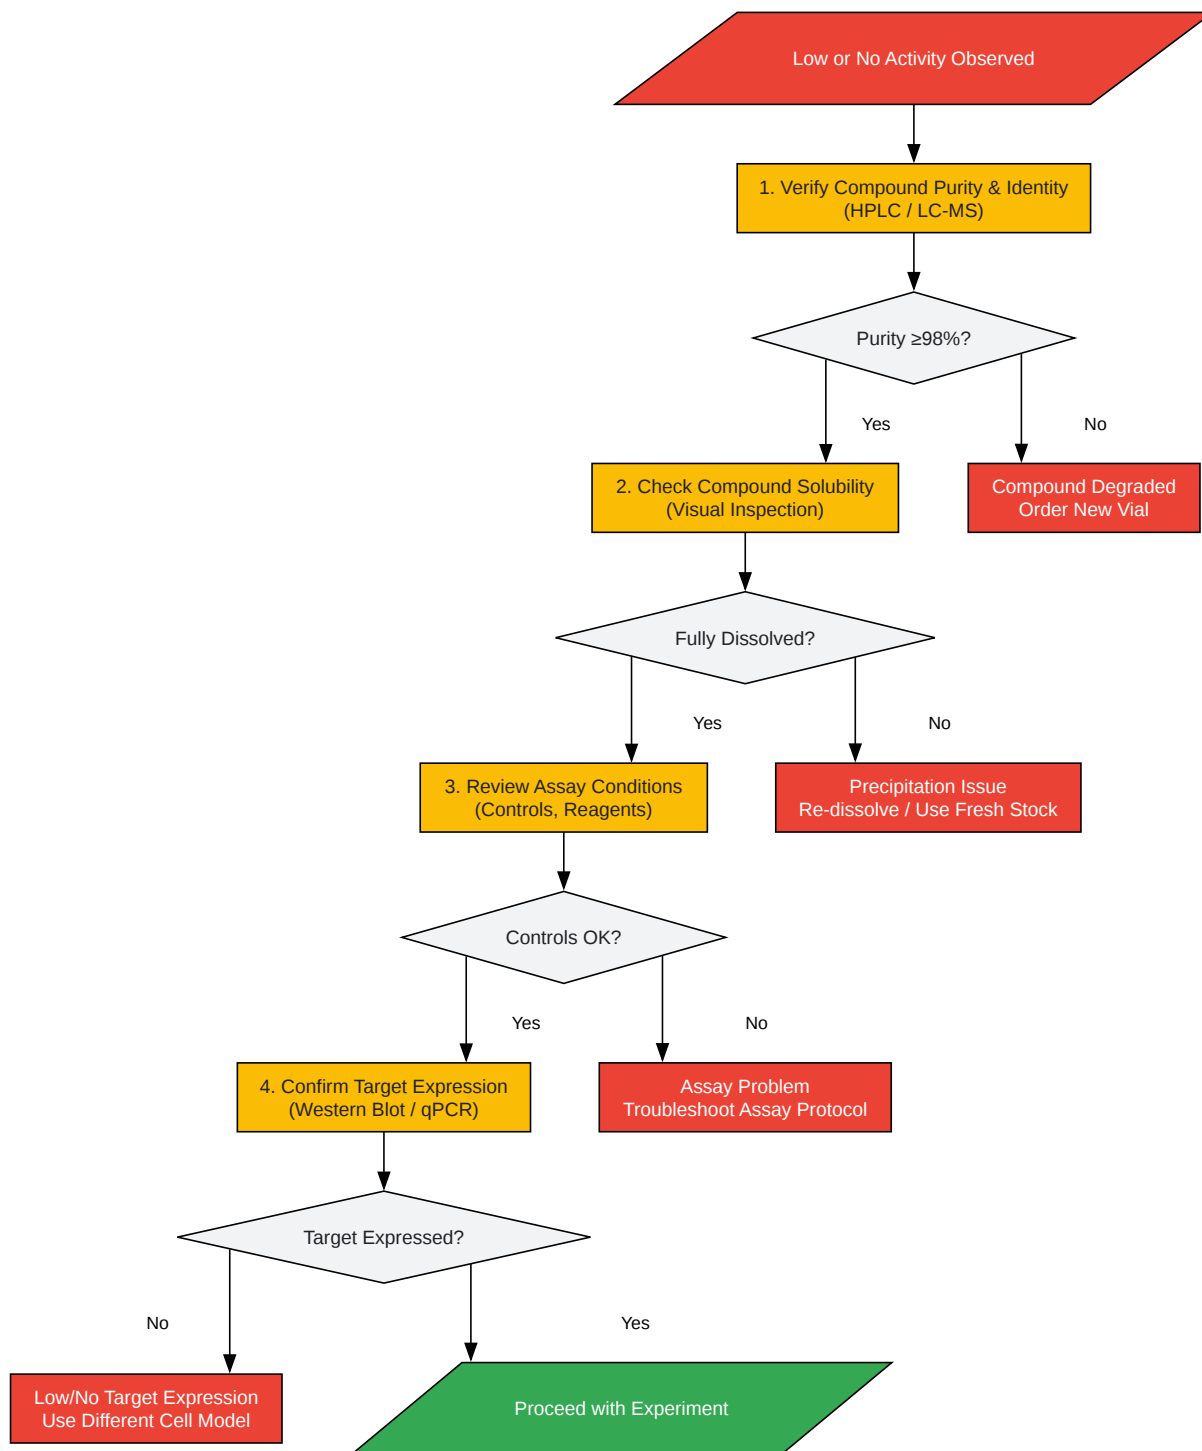 Low or No Activity Observed
1. Verify Compound Purity & Identity
(HPLC / LC-MS)
Purity ≥98%?
Yes
No
2. Check Compound Solubility
(Visual Inspection)
Compound Degraded
Order New Vial
Fully Dissolved?
Yes
No
3. Review Assay Conditions
(Controls, Reagents)
Precipitation Issue
Re-dissolve / Use Fresh Stock
Controls OK?
Yes
No
4. Confirm Target Expression
(Western Blot / qPCR)
Assay Problem
Troubleshoot Assay Protocol
Target Expressed?
No
Yes
Low/No Target Expression
Use Different Cell Model
Proceed with Experiment